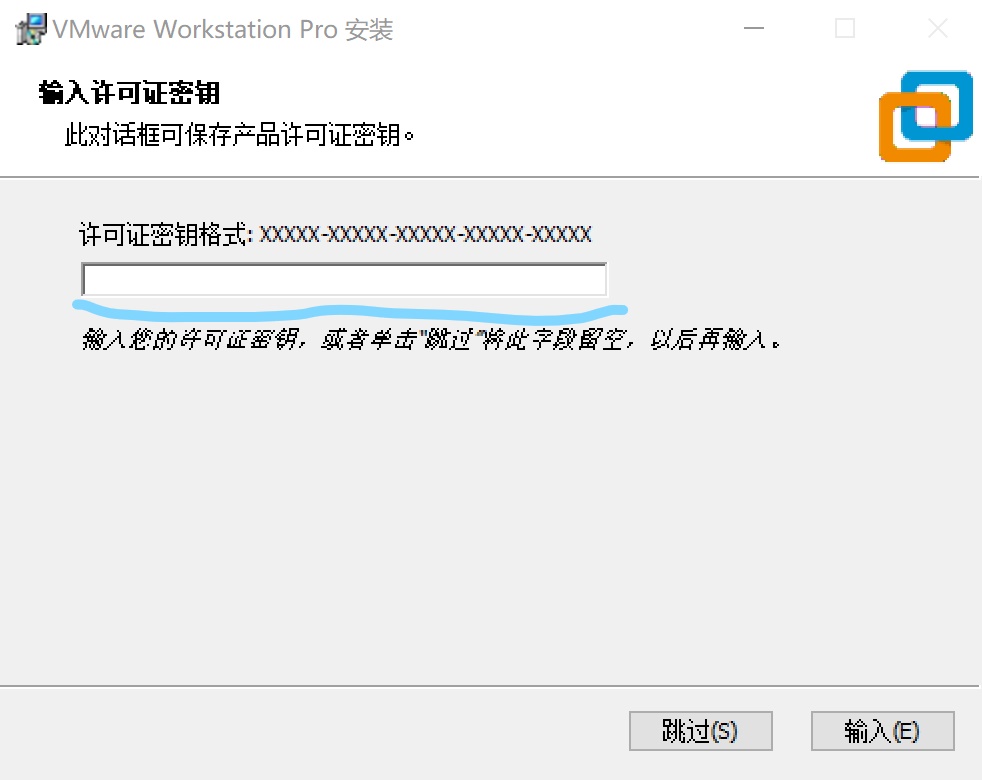 VMware Workstation Pro 安装
输入许可证密钥
此对话框可保存产品许可证密钥。
许可证密钥格式: XXXXX-XXXXX-XXXXX-XXXXX-XXXXX
输入您的许可证密钥，或者单击"跳过"将此字段留空，以后再输入。
跳过(S)
输入(E)